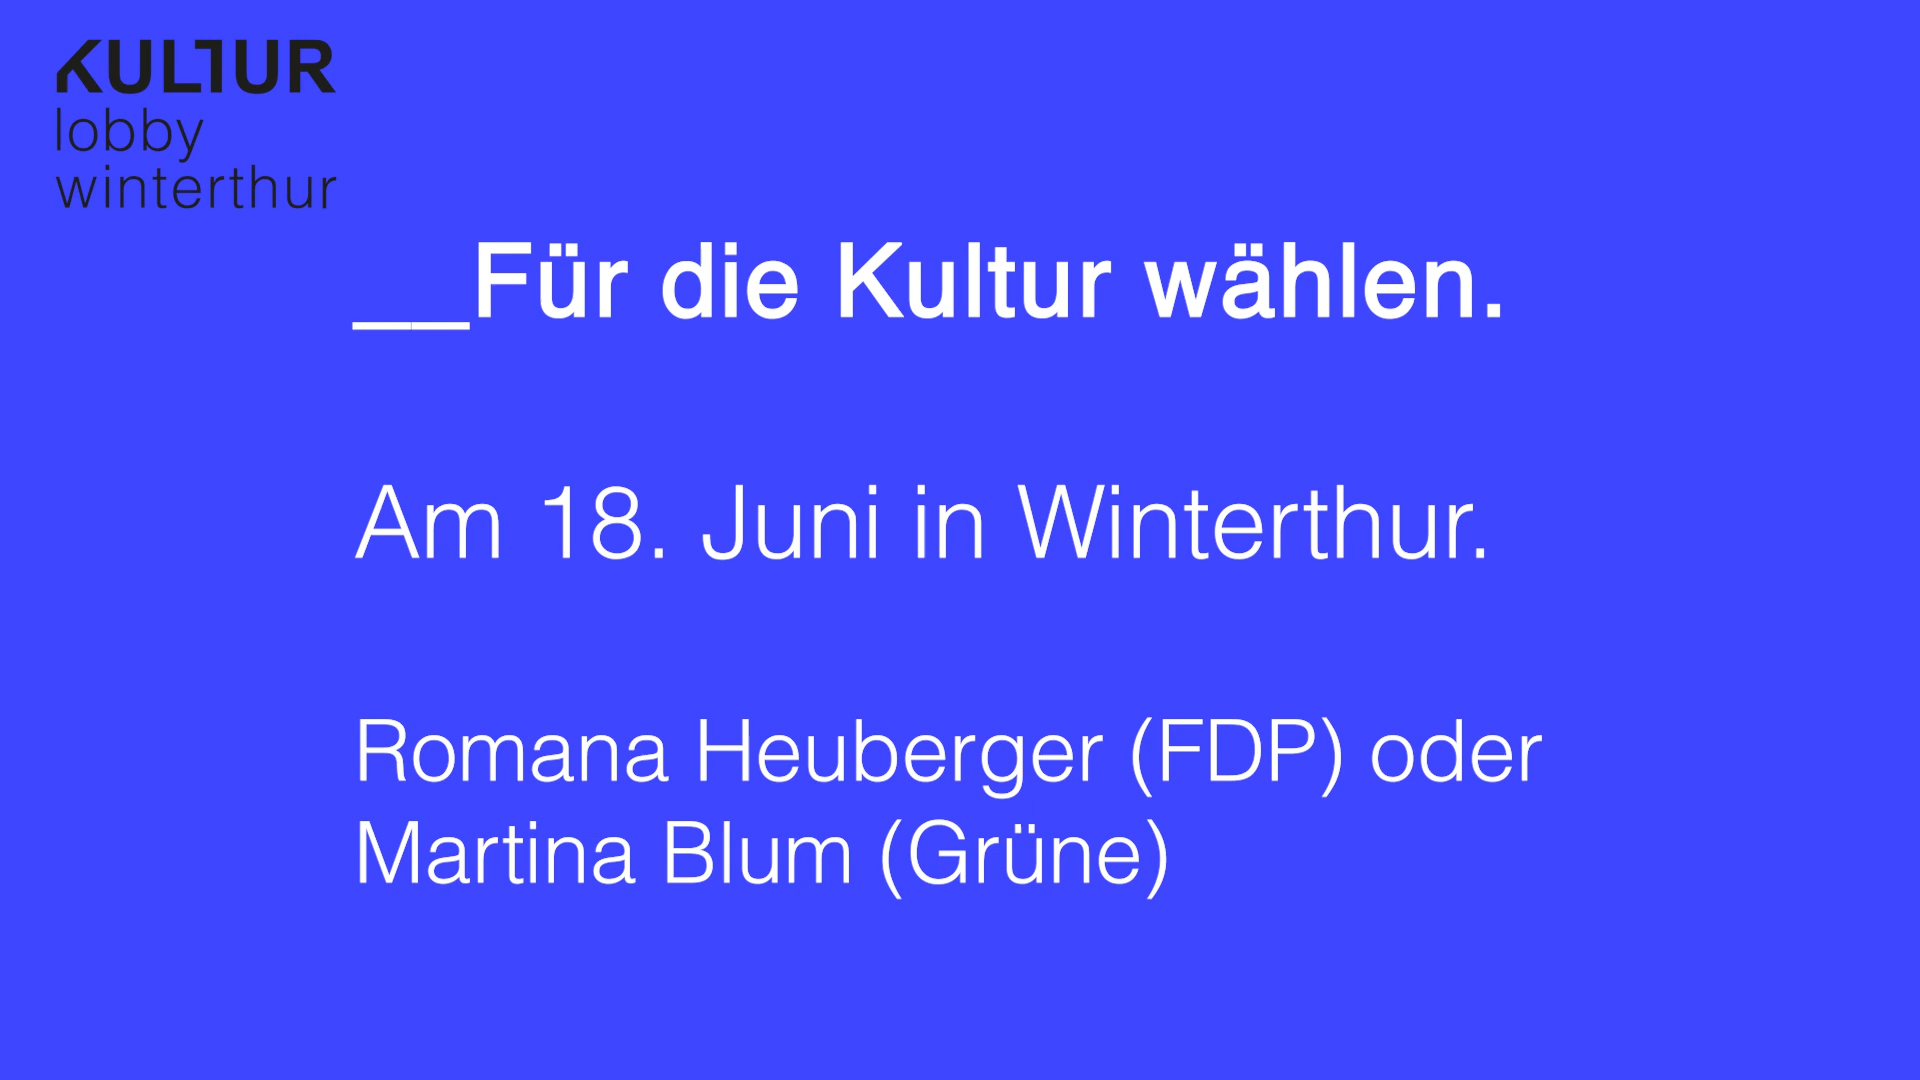 KULTUR
lobby
winterthur
__Für die Kultur wählen.
Am 18. Juni in Winterthur.
Romana Heuberger (FDP) oder
Martina Blum (Grüne)